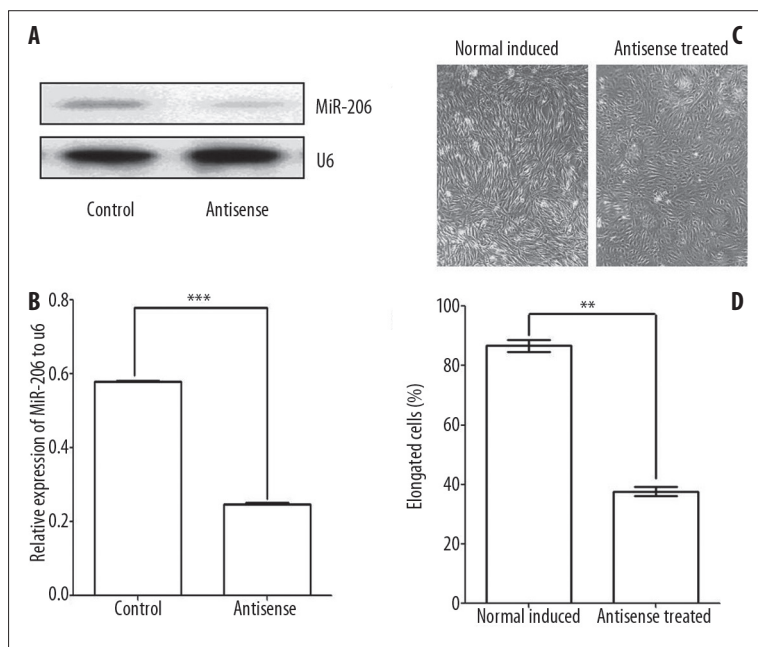 A
MiR-206
U6
Control Antisense
C
Normal induced Antisense treated
B
Relative expression of MiR-206 to u6
0.8
0.6
0.4
0.2
0.0
***
Control Antisense
D
Elongated cells (%)
100
80
60
40
20
0
**
Normal induced Antisense treated